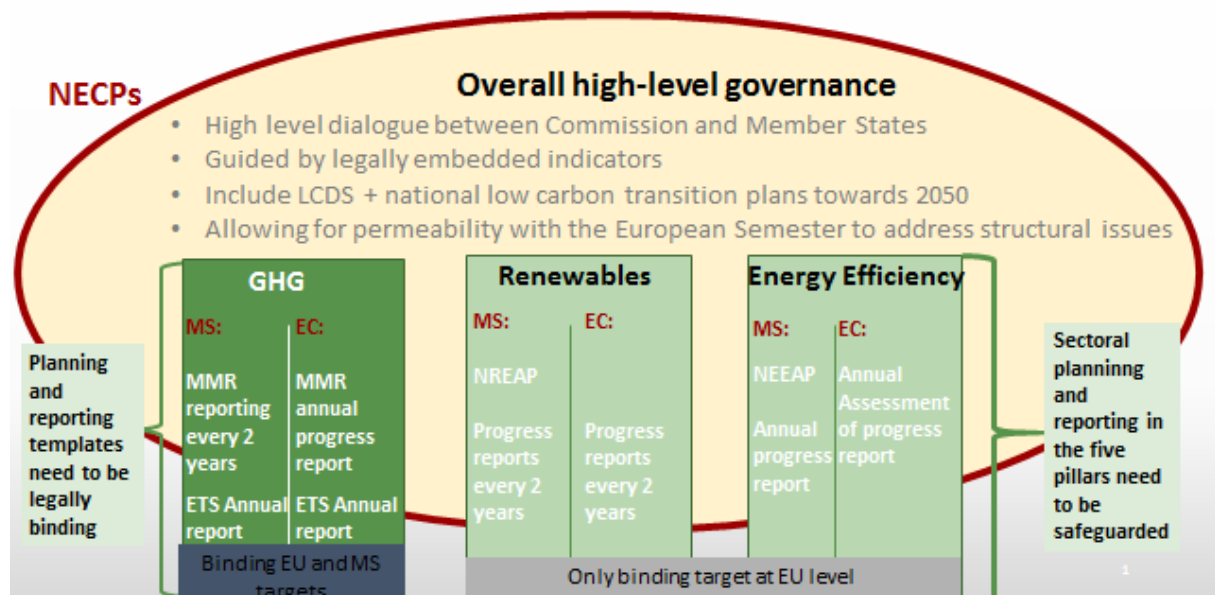 NECPs
Overall high-level governance
• High level dialogue between Commission and Member States
• Guided by legally embedded indicators
• Include LCDS + national low carbon transition plans towards 2050
• Allowing for permeability with the European Semester to address structural issues
Planning
and
reporting
templates
need to be
legally
binding
GHG
MS:
MMR
reporting
every 2
years
ETS Annual
report
EC:
MMR
annual
progress
report
ETS Annual
report
Binding EU and MS
targets
Renewables
MS:
NREAP
Progress
reports
every 2
years
EC:
Progress
reports
every 2
years
Energy Efficiency
MS:
NEEAP
Annual
progress
report
EC:
Annual
Assessment
of progress
report
Only binding target at EU level
Sectoral
planninng
and
reporting in
the five
pillars need
to be
safeguarded
1